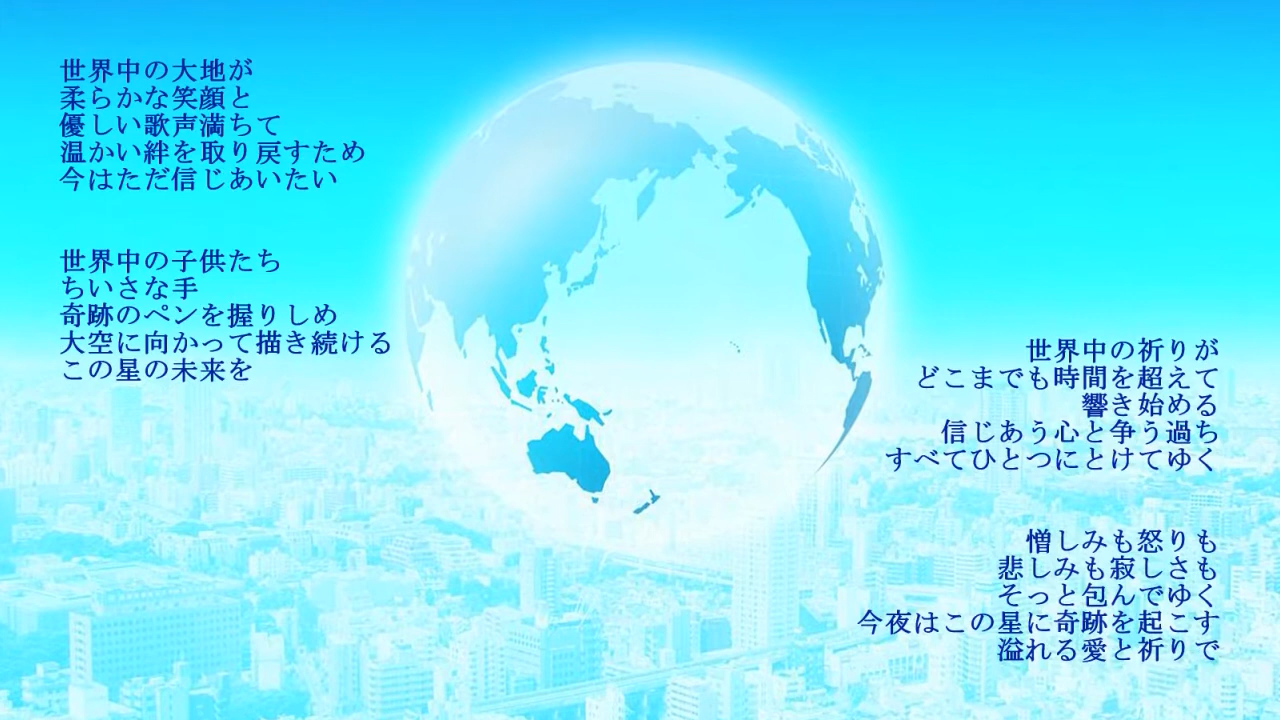 世界中の大地が
柔らかな笑顔と
優しい歌声満ちて
温かい絆を取り戻すため
今はただ信じあいたい
世界中の子供たち
ちいさな手
奇跡のペンを握りしめ
大空に向かって描き続ける
この星の未来を
世界中の祈りが
どこまでも時間を超えて
響き始める
信じあう心と争う過ち
すべてひとつにとけてゆく
憎しみも怒りも
悲しみも寂しさも
そっと包んでゆく
今夜はこの星に奇跡を起こす
溢れる愛と祈りで